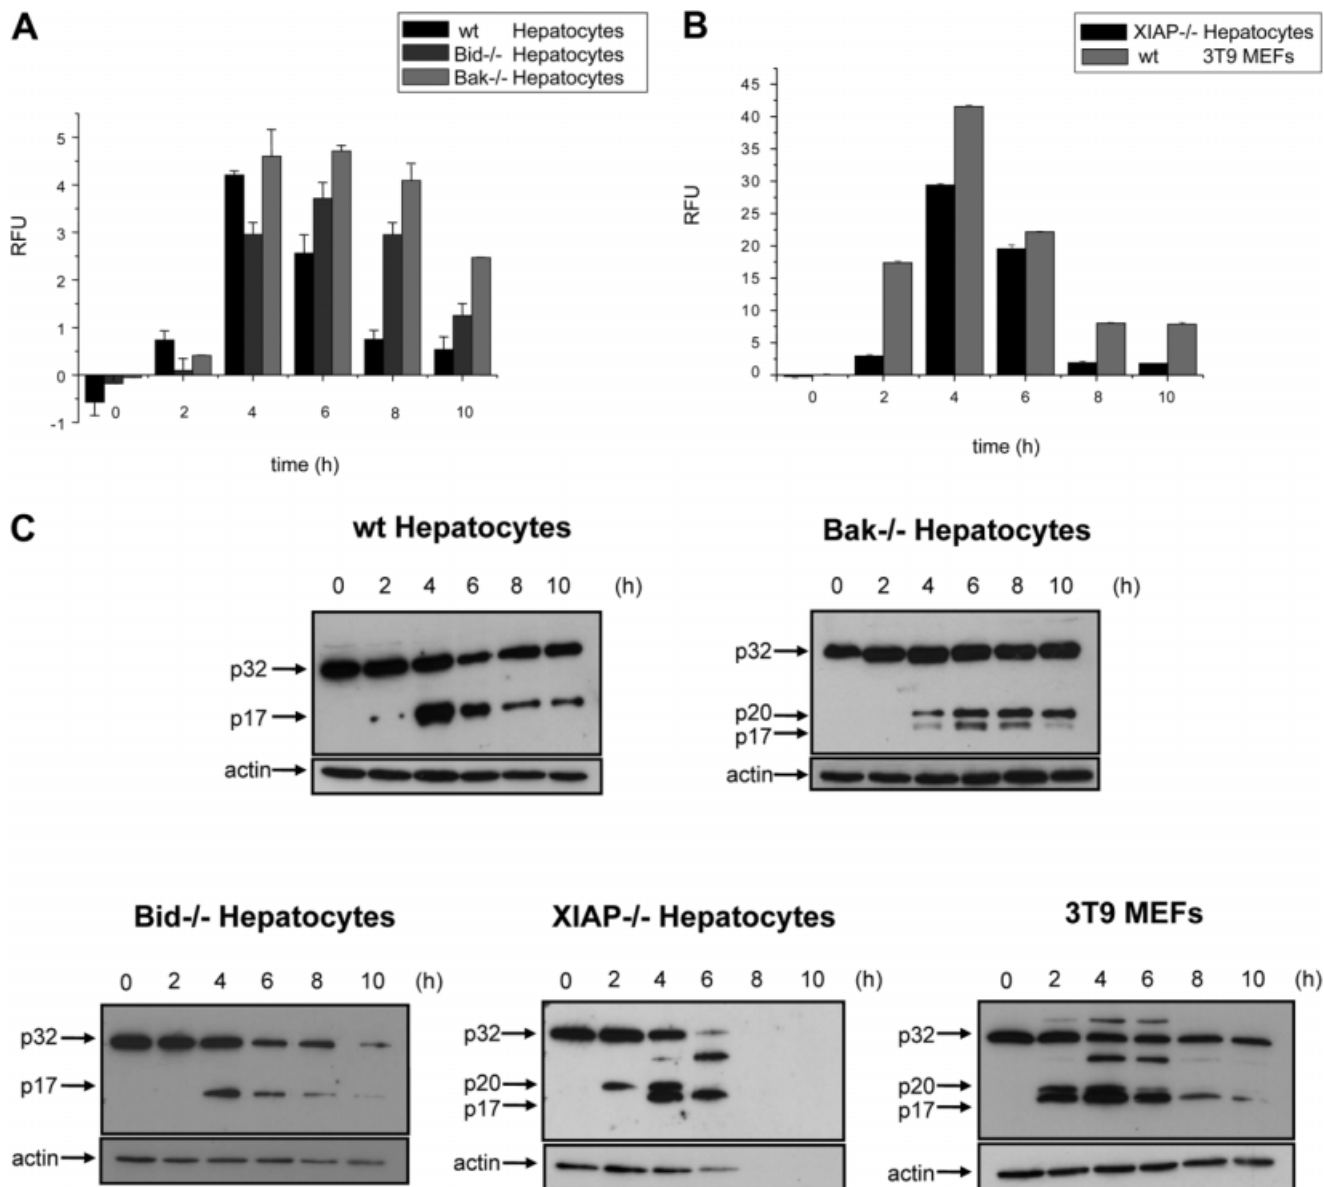 A
wt Hepatocytes
Bid-/- Hepatocytes
Bak-/- Hepatocytes
RFU
5
4
3
2
1
0
-1
0 2 4 6 8 10
time (h)
B
XIAP-/- Hepatocytes
wt 3T9 MEFs
RFU
45
40
35
30
25
20
15
10
5
0
0 2 4 6 8 10
time (h)
C
wt Hepatocytes
0 2 4 6 8 10 (h)
p32
p17
actin
Bak-/- Hepatocytes
0 2 4 6 8 10 (h)
p32
p20
p17
actin
Bid-/- Hepatocytes
0 2 4 6 8 10 (h)
p32
p17
actin
XIAP-/- Hepatocytes
0 2 4 6 8 10 (h)
p32
p20
p17
actin
3T9 MEFs
0 2 4 6 8 10 (h)
p32
p20
p17
actin